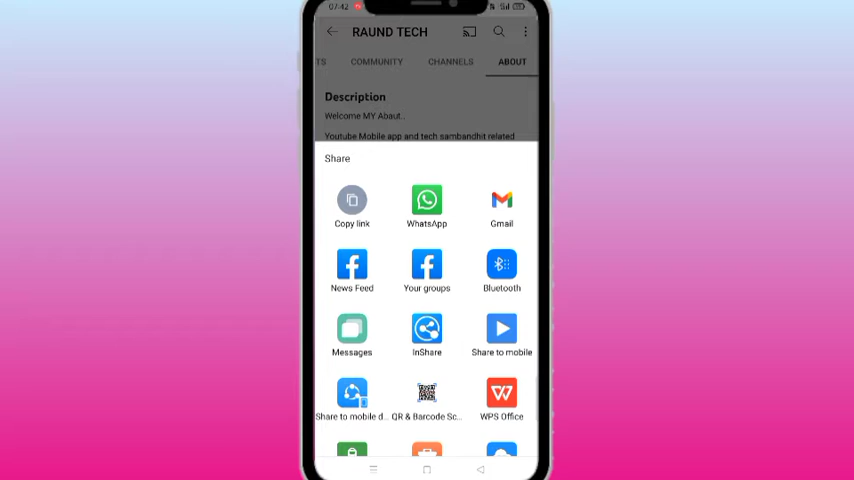 07:42
RAUND TECH
TS COMMUNITY CHANNELS ABOUT
Description
Welcome MY Abaut..
Youtube Mobile app and tech sambandhit related
Share
Copy link WhatsApp Gmail
News Feed Your groups Bluetooth
Messages InShare Share to mobile
Share to mobile d... QR & Barcode Sc... WPS Office